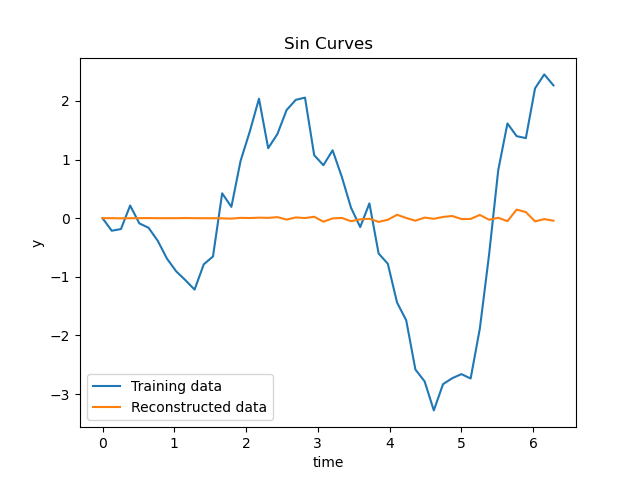 Sin Curves
y
2
1
0
−1
−2
−3
Training data
Reconstructed data
0 1 2 3 4 5 6
time